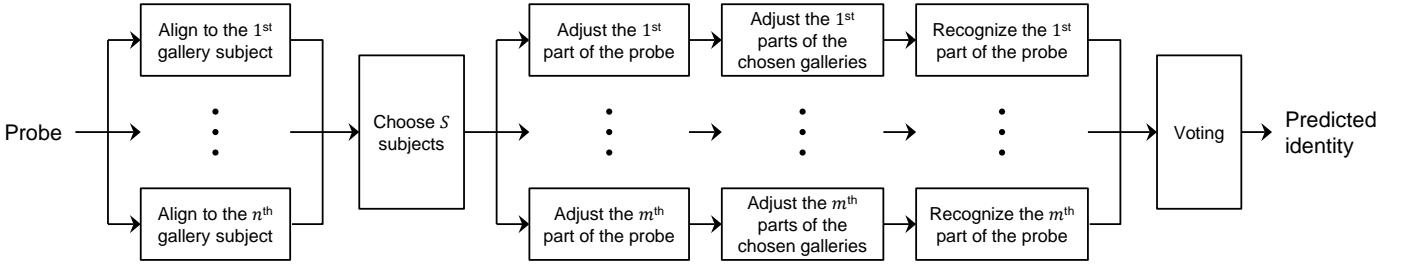 Probe
Align to the 1st
gallery subject
Align to the nth
gallery subject
Choose S
subjects
Adjust the 1st
part of the probe
Adjust the 1st
parts of the
chosen galleries
Recognize the 1st
part of the probe
Adjust the mth
part of the probe
Adjust the mth
parts of the
chosen galleries
Recognize the mth
part of the probe
Voting
Predicted
identity